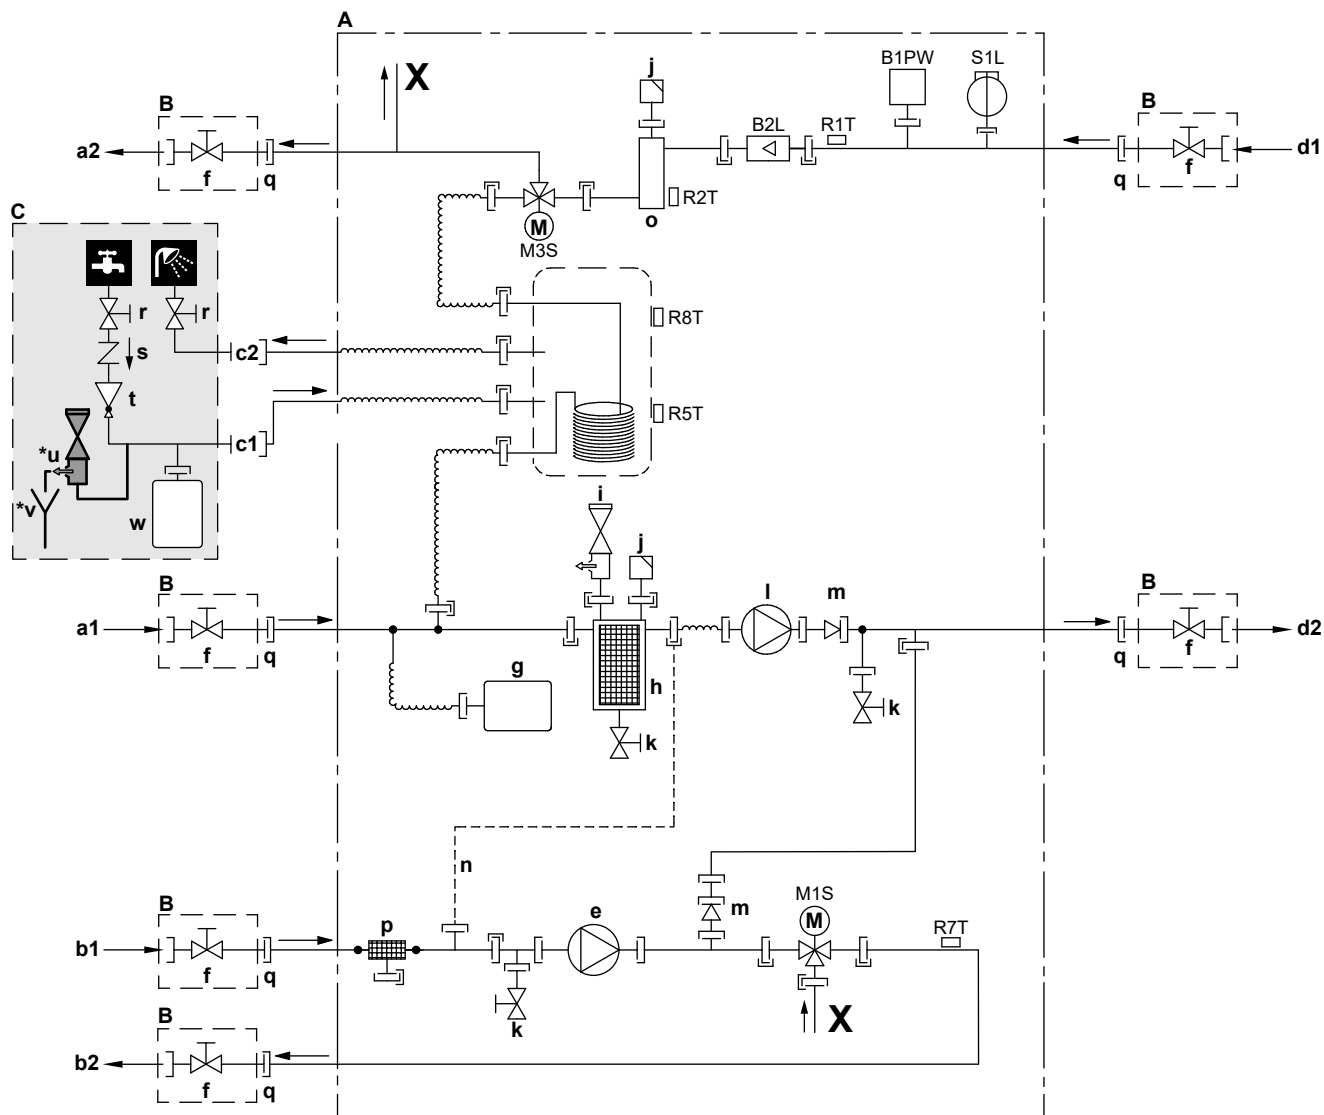 A
X
j
B1PW
S1L
B
B
B2L
R1T
a2
d1
f
q
q
f
R2T
o
C
M
M3S
r
r
R8T
s
c2
t
R5T
c1
*u
*v
w
i
j
B
l
m
B
a1
d2
f
q
q
f
g
h
k
k
n
B
p
e
m
M1S
M
R7T
b1
f
q
k
X
B
b2
f
q